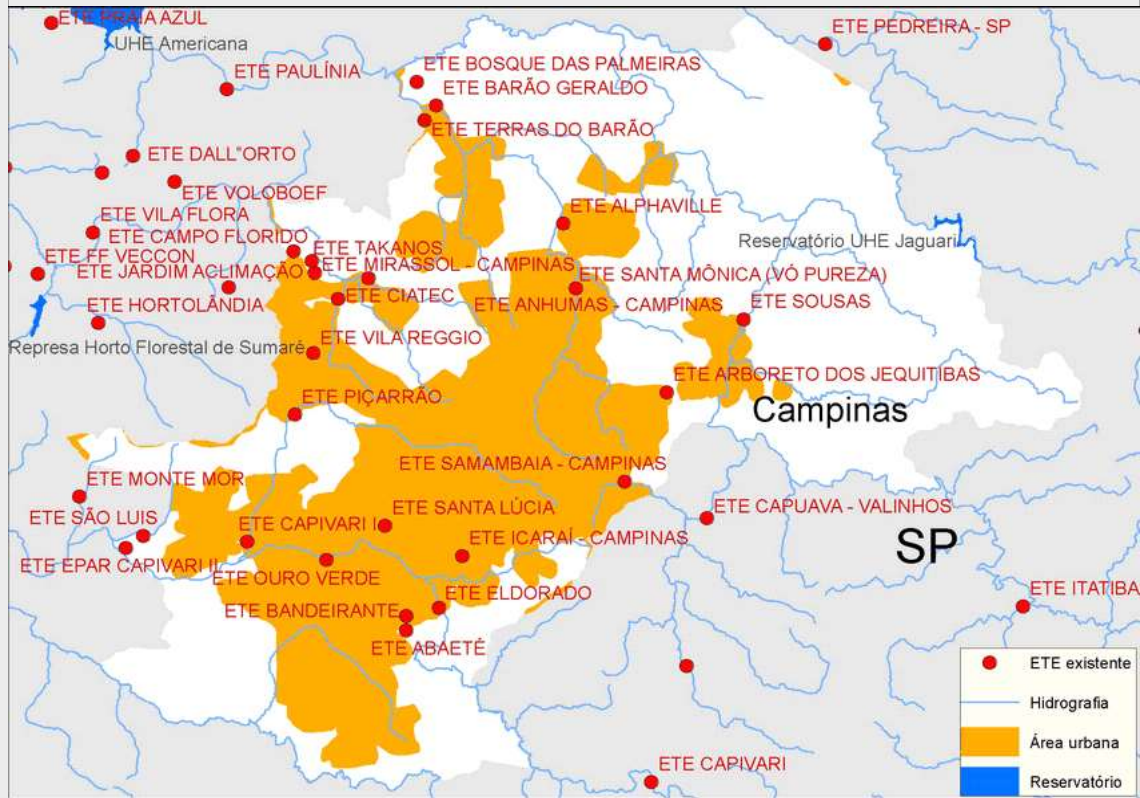 ETE PRAIA AZUL
UHE Americana
ETE PEDREIRA - SP
ETE PAULÍNIA
ETE BOSQUE DAS PALMEIRAS
ETE BARÃO GERALDO
ETE TERRAS DO BARÃO
ETE DALL"ORTO
ETE VOLOBOEF
ETE VILA FLORA
ETE ALPHAVILLE
ETE CAMPO FLORIDO
ETE TAKANOS
Reservatório UHE Jaguari
ETE FF VECCON
ETE MIRASSOL - CAMPINAS
ETE JARDIM ACLIMAÇÃO
ETE SANTA MÔNICA (VÓ PUREZA)
ETE HORTOLÂNDIA
ETE CIATEC
ETE ANHUMAS - CAMPINAS
ETE SOUSAS
ETE VILA REGGIO
Represa Horto Florestal de Sumaré
ETE ARBORETO DOS JEQUITIBAS
ETE PIÇARRÃO
Campinas
ETE SAMAMBAIA - CAMPINAS
ETE MONTE MOR
ETE SANTA LÚCIA
ETE CAPUAVA - VALINHOS
ETE SÃO LUIS
ETE CAPIVARI I
ETE ICARAÍ - CAMPINAS
SP
ETE EPAR CAPIVARI II
ETE OURO VERDE
ETE ELDORADO
ETE ITATIBA
ETE BANDEIRANTE
ETE ABAETÉ
ETE existente
Hidrografia
Área urbana
Reservatório
ETE CAPIVARI